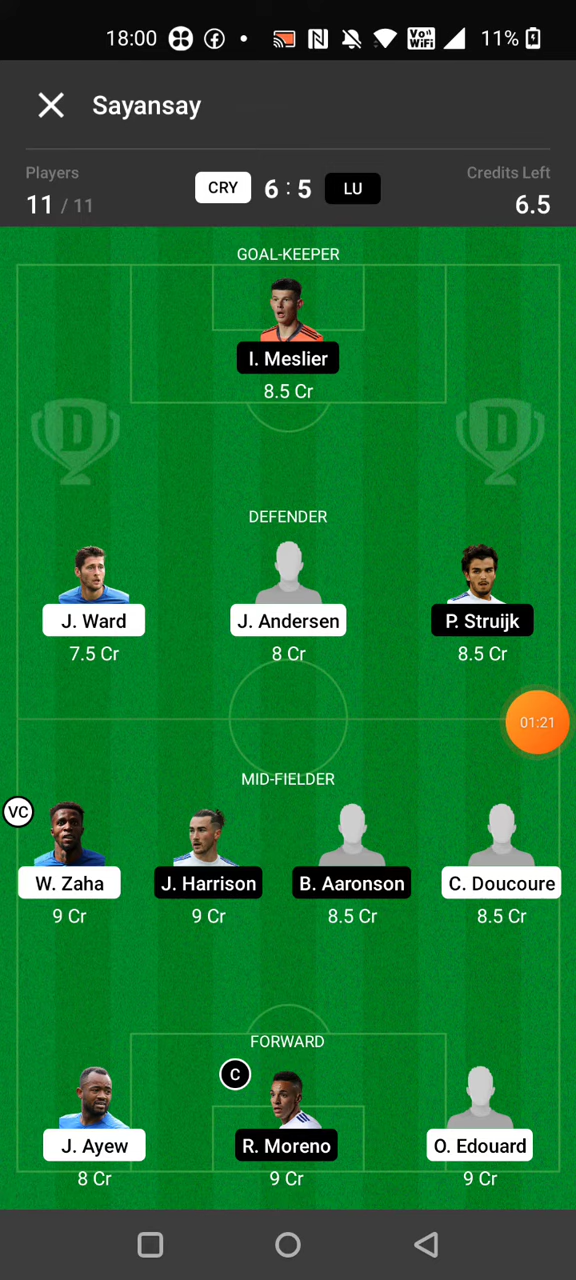 18:00 Vo)) WiFi 11%
Sayansay
Players CRY 6 : 5 LU Credits Left
11 / 11 6.5
GOAL-KEEPER
I. Meslier
8.5 Cr
D D
DEFENDER
J. Ward J. Andersen P. Struijk
7.5 Cr 8 Cr 8.5 Cr
01:21
MID-FIELDER
VC
W. Zaha J. Harrison B. Aaronson C. Doucoure
9 Cr 9 Cr 8.5 Cr 8.5 Cr
FORWARD
C
J. Ayew R. Moreno O. Edouard
8 Cr 9 Cr 9 Cr